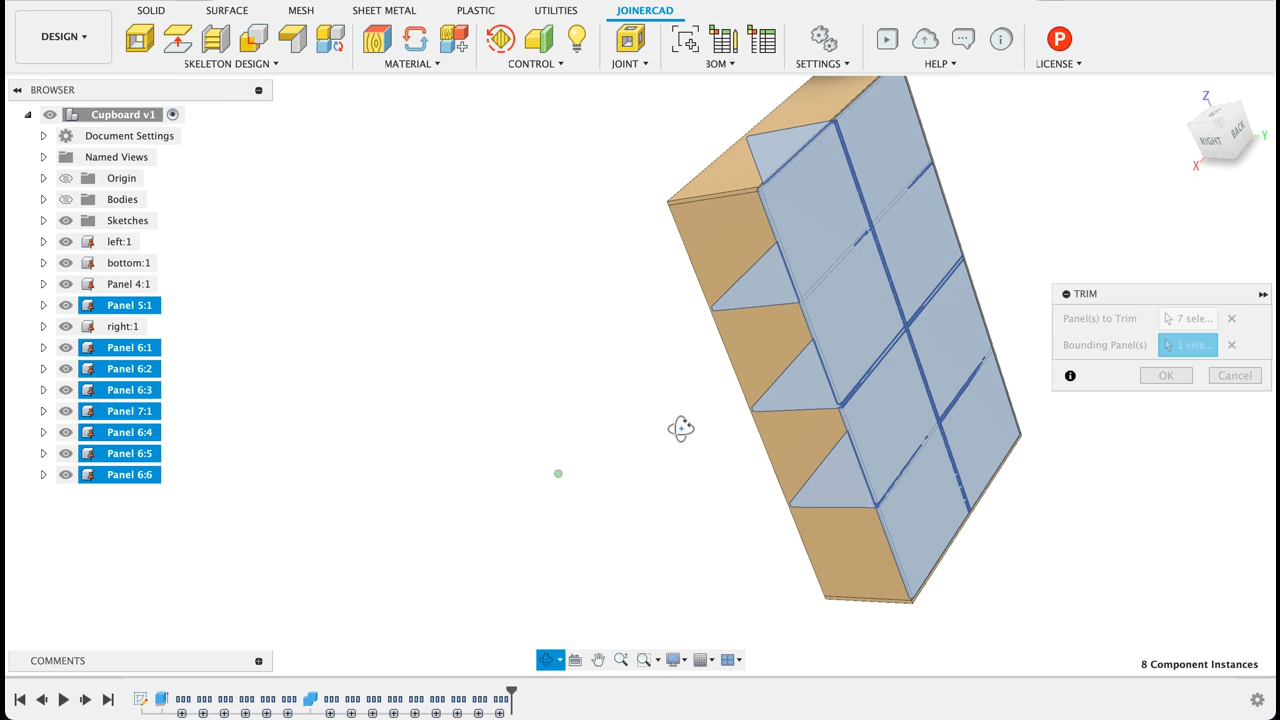 SOLID SURFACE MESH SHEET METAL PLASTIC UTILITIES JOINERCAD
DESIGN
SKELETON DESIGN MATERIAL CONTROL JOINT BOM SETTINGS HELP LICENSE
P
BROWSER
Cupboard v1
Document Settings
Named Views
Origin
Bodies
Sketches
left:1
bottom:1
Panel 4:1
Panel 5:1
right:1
Panel 6:1
Panel 6:2
Panel 6:3
Panel 7:1
Panel 6:4
Panel 6:5
Panel 6:6
Z
Y
X
RIGHT
BACK
TRIM
Panel(s) to Trim 7 sele...
Bounding Panel(s) 1 sele...
OK Cancel
COMMENTS
8 Component Instances